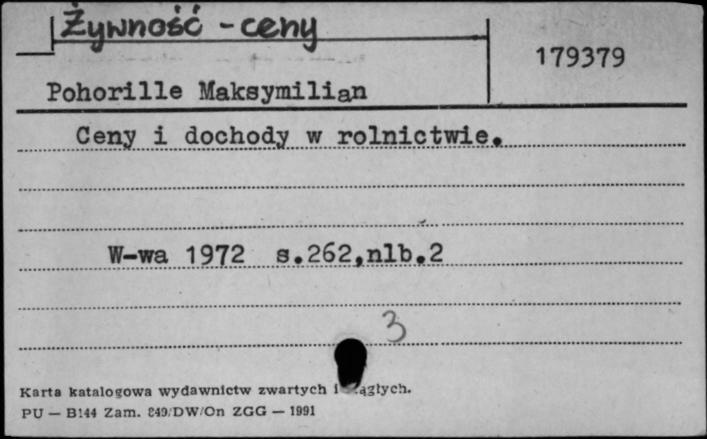 Żywność - ceny
179379
Pohorille Maksymilian
Ceny i dochody w rolnictwie.
W-wa 1972 s.262,nlb.2
3
Karta katalogowa wydawnictw zwartych i
PU — B144 Zam. 849/DW/On ZGG — 1991